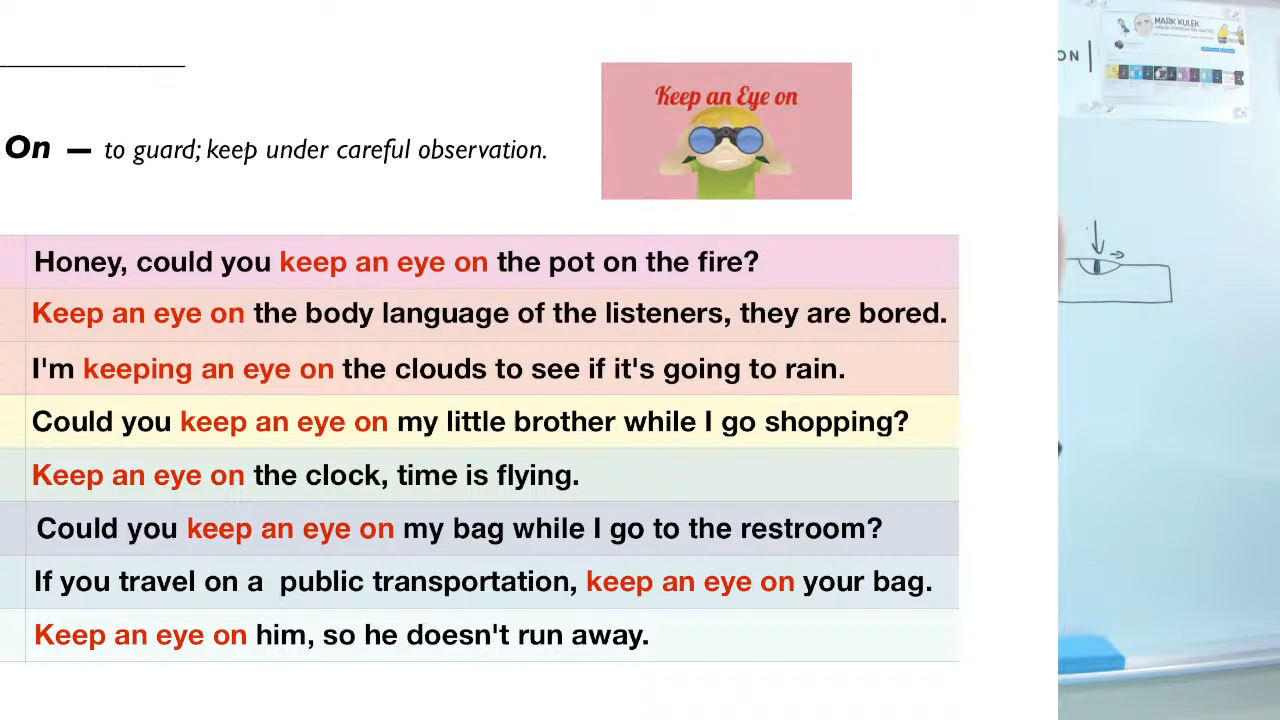 On — to guard; keep under careful observation.
Keep an Eye on
Honey, could you keep an eye on the pot on the fire?
Keep an eye on the body language of the listeners, they are bored.
I'm keeping an eye on the clouds to see if it's going to rain.
Could you keep an eye on my little brother while I go shopping?
Keep an eye on the clock, time is flying.
Could you keep an eye on my bag while I go to the restroom?
If you travel on a  public transportation, keep an eye on your bag.
Keep an eye on him, so he doesn't run away.
MARK KULEK
ON